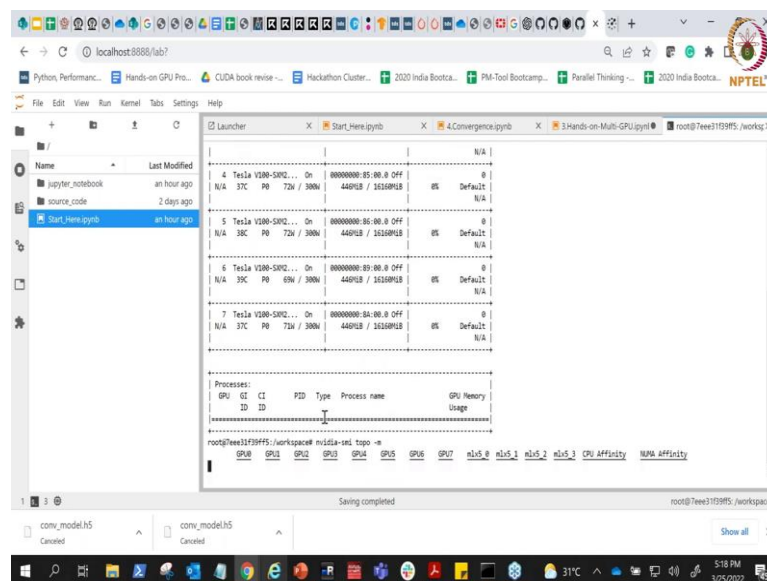 localhost:8888/lab?
Python, Performanc... Hands-on GPU Pro... CUDA book revise -... Hackathon Cluster... 2020 India Bootca... PM-Tool Bootcamp... Parallel Thinking -... 2020 India Bootca...
NPTEL
File Edit View Run Kernel Tabs Settings Help
Launcher Start_Here.ipynb 4.Convergence.ipynb 3.Hands-on-Multi-GPU.ipynl root@7eee31f39ff5: /worksp
/
Name Last Modified
jupyter_notebook an hour ago
source_code 2 days ago
Start_Here.ipynb an hour ago
| | | N/A |
| 4 Tesla V100-SXM2... On | 00000000:85:00.0 Off | 0 |
| N/A 37C P0 72W / 300W | 446MiB / 16160MiB | 0% Default |
| | | N/A |
| 5 Tesla V100-SXM2... On | 00000000:86:00.0 Off | 0 |
| N/A 38C P0 72W / 300W | 446MiB / 16160MiB | 0% Default |
| | | N/A |
| 6 Tesla V100-SXM2... On | 00000000:89:00.0 Off | 0 |
| N/A 39C P0 69W / 300W | 446MiB / 16160MiB | 0% Default |
| | | N/A |
| 7 Tesla V100-SXM2... On | 00000000:8A:00.0 Off | 0 |
| N/A 37C P0 71W / 300W | 446MiB / 16160MiB | 0% Default |
| | | N/A |
| Processes: |
| GPU GI CI PID Type Process name GPU Memory |
| ID ID Usage |
root@7eee31f39ff5:/workspace# nvidia-smi topo -m
GPU0 GPU1 GPU2 GPU3 GPU4 GPU5 GPU6 GPU7 mlx5_0 mlx5_1 mlx5_2 mlx5_3 CPU Affinity NUMA Affinity
1 3 Saving completed root@7eee31f39ff5: /workspac
conv_model.h5 conv_model.h5
Canceled Canceled
Show all
31°C 5:18 PM
3/25/2022